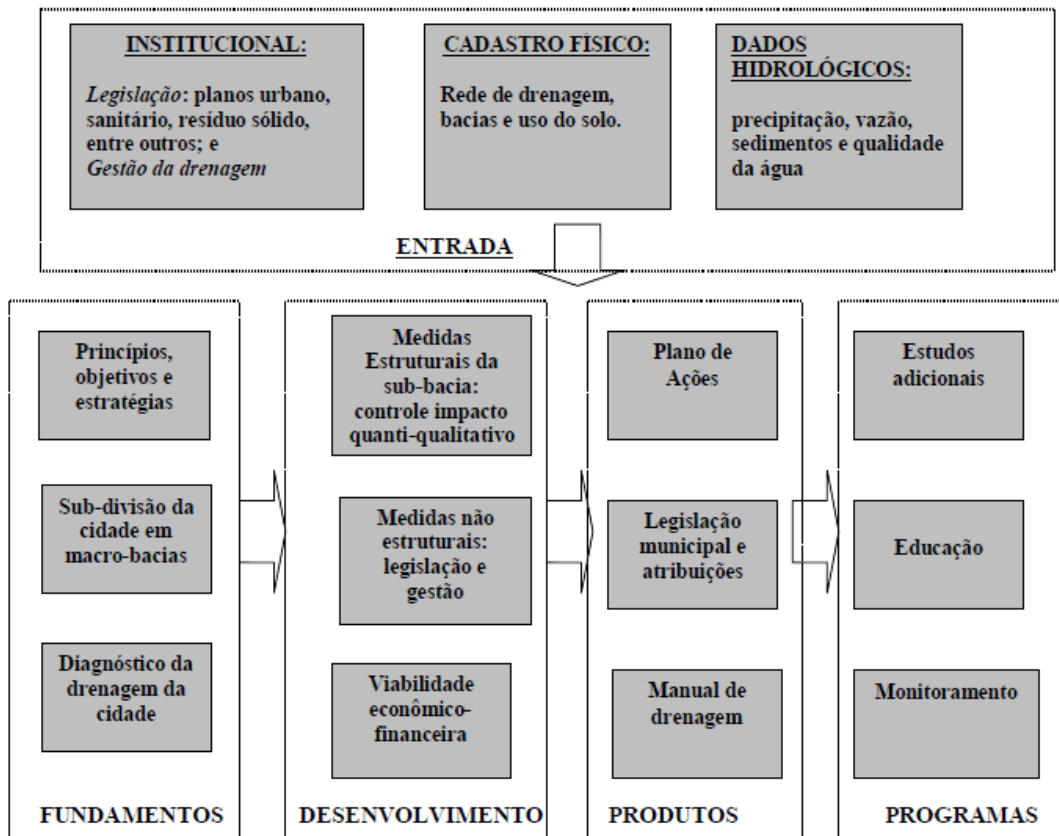 INSTITUCIONAL:
Legislação: planos urbano,
sanitário, resíduo sólido,
entre outros; e
Gestão da drenagem
CADASTRO FÍSICO:
Rede de drenagem,
bacias e uso do solo.
DADOS
HIDROLÓGICOS:
precipitação, vazão,
sedimentos e qualidade
da água
ENTRADA
Princípios,
objetivos e
estratégias
Sub-divisão da
cidade em
macro-bacias
Diagnóstico da
drenagem da
cidade
FUNDAMENTOS
Medidas
Estruturais da
sub-bacia:
controle impacto
quanti-qualitativo
Medidas não
estruturais:
legislação e
gestão
Viabilidade
econômico-
financeira
DESENVOLVIMENTO
Plano de
Ações
Legislação
municipal e
atribuições
Manual de
drenagem
PRODUTOS
Estudos
adicionais
Educação
Monitoramento
PROGRAMAS